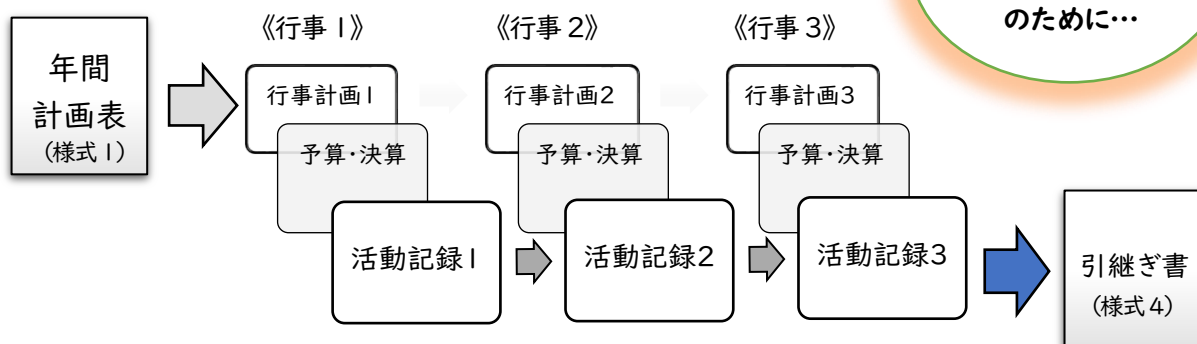 のために…
《行事1》
《行事2》
《行事3》
年間
計画表
(様式1)
行事計画1
行事計画2
行事計画3
予算・決算
予算・決算
予算・決算
活動記録1
活動記録2
活動記録3
引継ぎ書
(様式4)